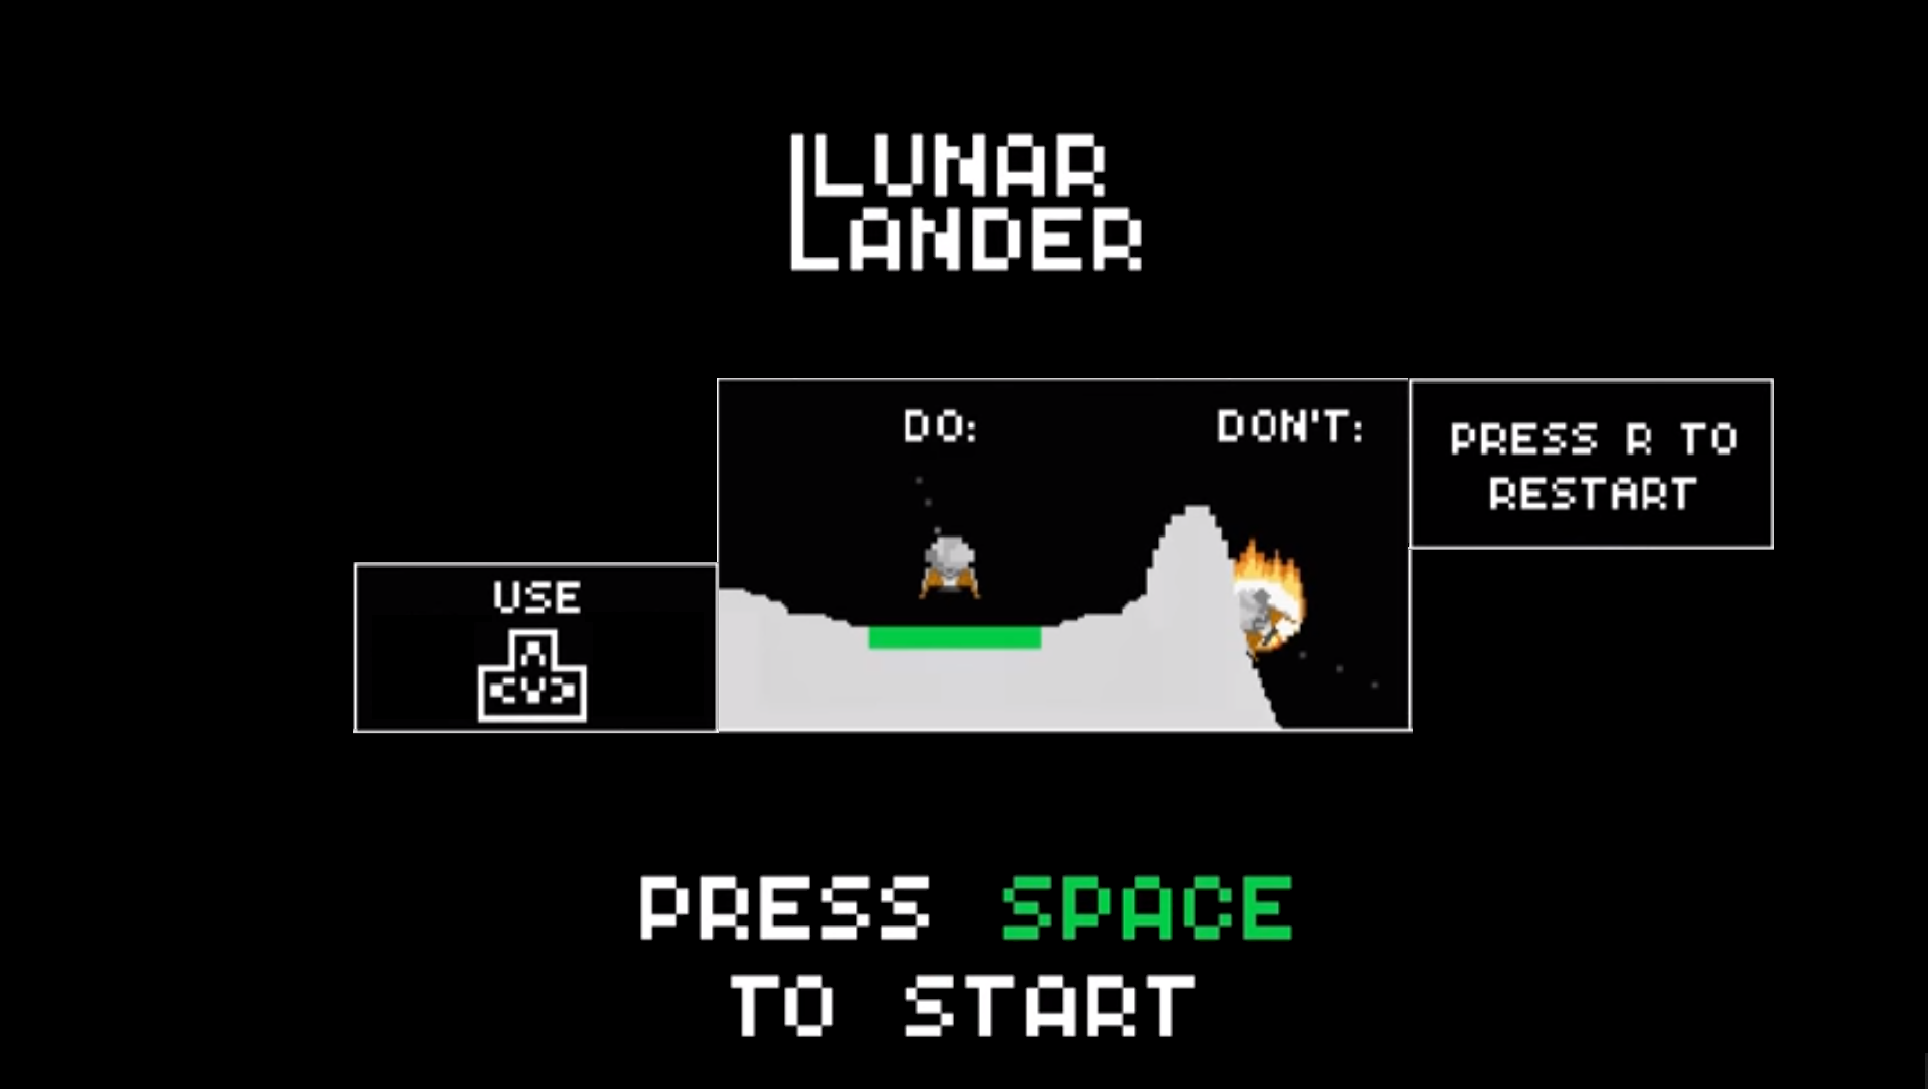 LUNAR
LANDER
DO:
DON'T:
PRESS R TO
RESTART
USE
PRESS SPACE
TO START